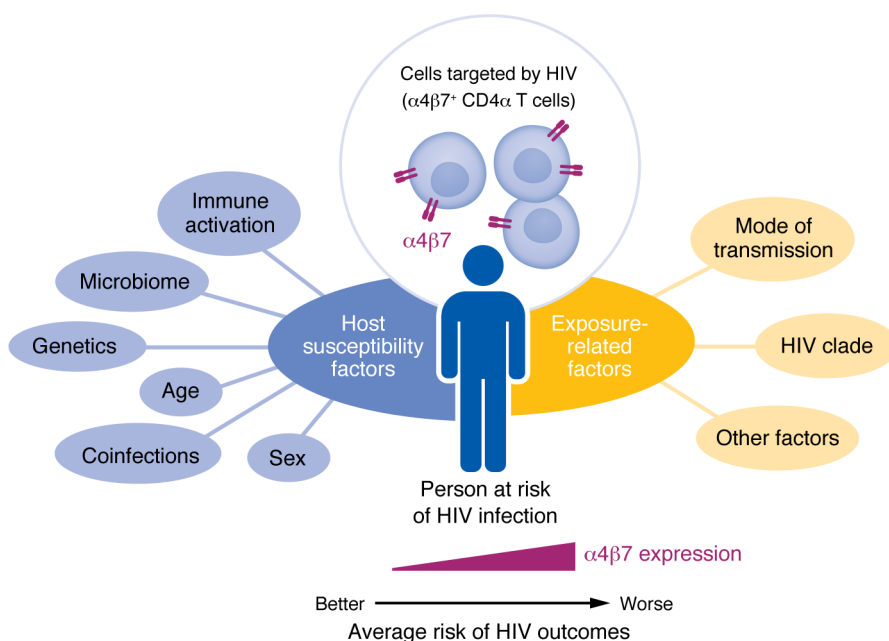 Cells targeted by HIV
(α4β7⁺ CD4α T cells)
α4β7
Immune
activation
Microbiome
Genetics
Age
Coinfections
Sex
Host
susceptibility
factors
Exposure-
related
factors
Mode of
transmission
HIV clade
Other factors
Person at risk
of HIV infection
α4β7 expression
Better
Worse
Average risk of HIV outcomes